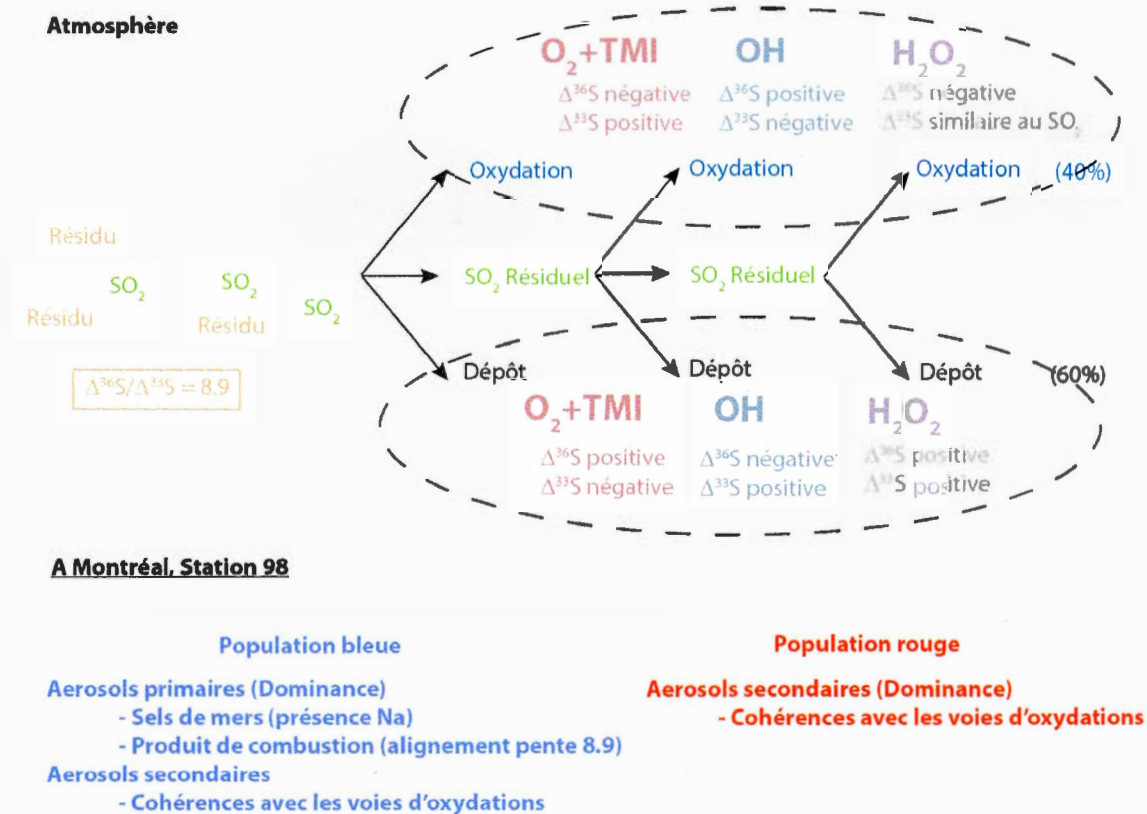 Atmosphère
O₂+TMI OH H₂O₂
Δ³⁶S négative Δ³⁶S positive Δ³⁶S négative
Δ³³S positive Δ³³S négative Δ³³S similaire au SO₂
Oxydation Oxydation Oxydation (40%)
Résidu
SO₂ SO₂ SO₂ Résiduel SO₂ Résiduel
Résidu Résidu SO₂
Δ³⁶S/Δ³³S = 8.9
Dépôt Dépôt Dépôt (60%)
O₂+TMI OH H₂O₂
Δ³⁶S positive Δ³⁶S négative Δ³⁶S positive
Δ³³S négative Δ³³S positive Δ³³S positive
A Montréal, Station 98
Population bleue
Aerosols primaires (Dominance)
- Sels de mers (présence Na)
- Produit de combustion (alignement pente 8.9)
Aerosols secondaires
- Cohérences avec les voies d'oxydations
Population rouge
Aerosols secondaires (Dominance)
- Cohérences avec les voies d'oxydations